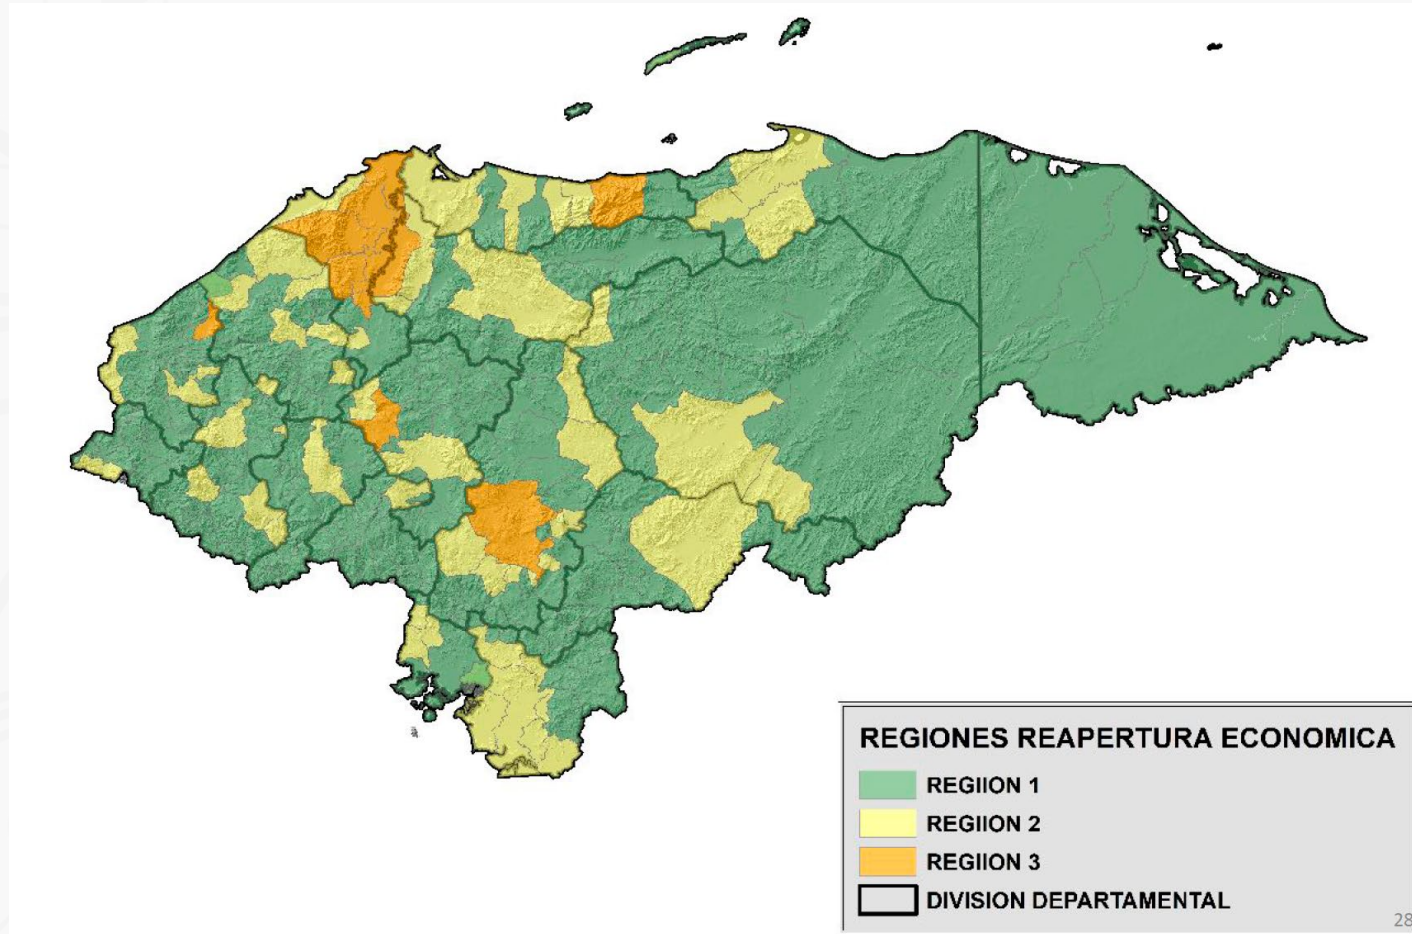 REGIONES REAPERTURA ECONOMICA
REGIION 1
REGIION 2
REGIION 3
DIVISION DEPARTAMENTAL
28